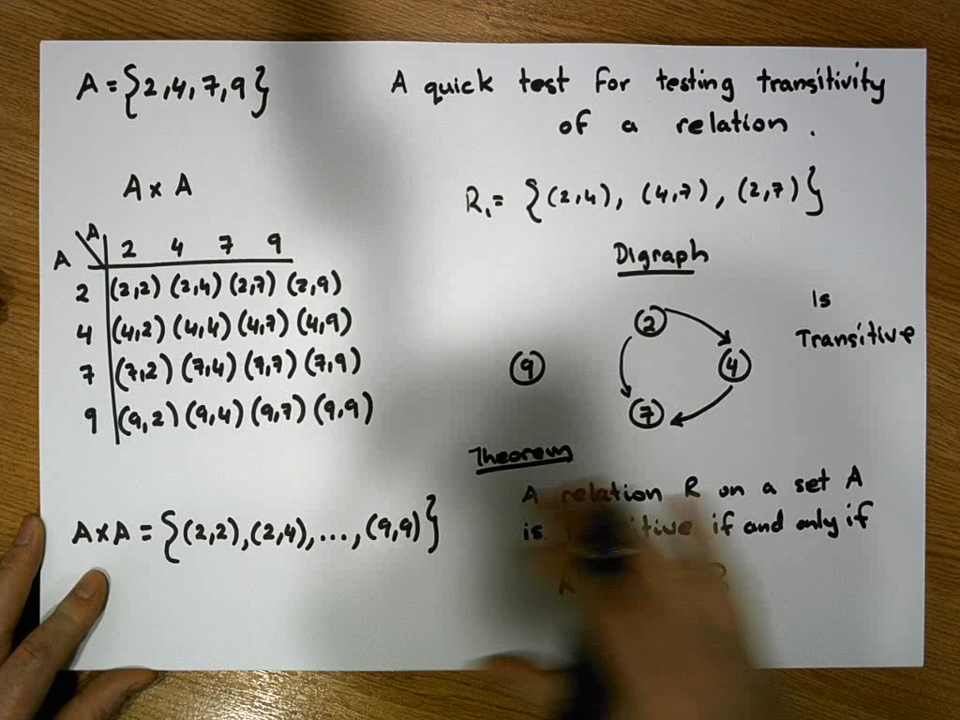 A = {2,4,7,9}
A quick test for testing transitivity
of a relation.
A x A
R₁ = {(2,4), (4,7), (2,7)}
Digraph
A
A
2 4 7 9
2 (2,2) (2,4) (2,7) (2,9)
4 (4,2) (4,4) (4,7) (4,9)
7 (7,2) (7,4) (7,7) (7,9)
9 (9,2) (9,4) (9,7) (9,9)
2
9
4
7
Is
Transitive
Theorem
A relation R on a set A
is if and only if
A x A = {(2,2),(2,4),...,(9,9)}